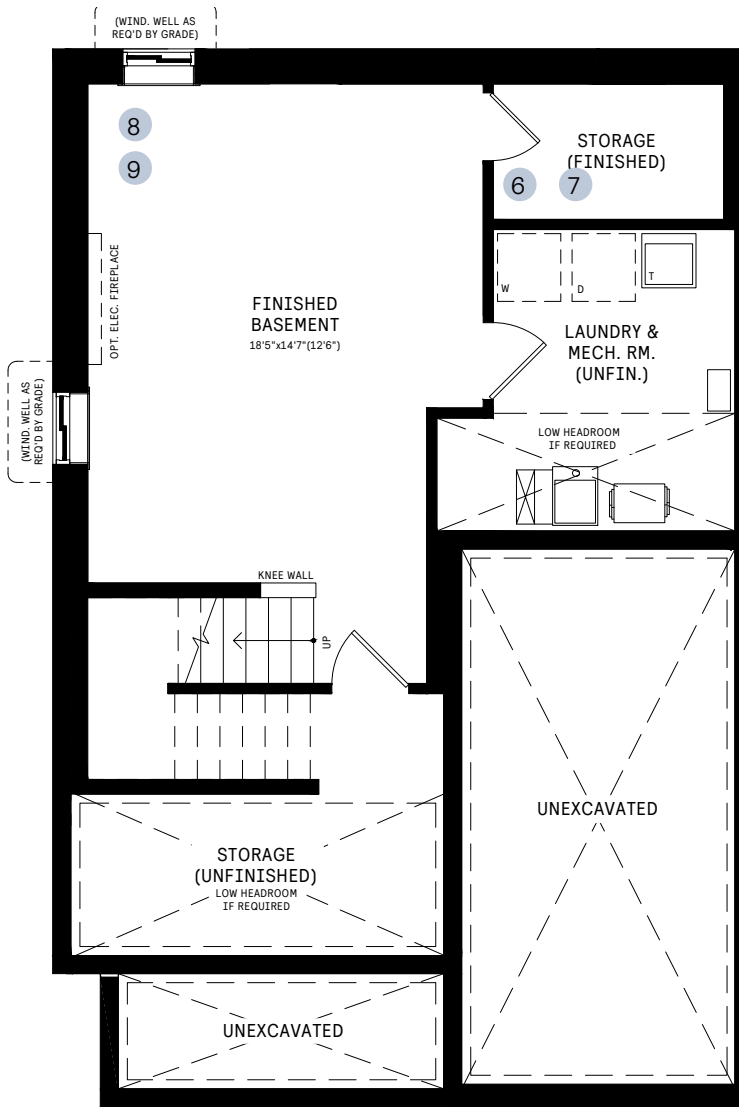 (WIND. WELL AS
REQ'D BY GRADE)
8
9
STORAGE
(FINISHED)
6 7
W
D
T
OPT. ELEC. FIREPLACE
FINISHED
BASEMENT
18'5"x14'7"(12'6")
LAUNDRY &
MECH. RM.
(UNFIN.)
(WIND. WELL AS
REQ'D BY GRADE)
LOW HEADROOM
IF REQUIRED
KNEE WALL
UP
UNEXCAVATED
STORAGE
(UNFINISHED)
LOW HEADROOM
IF REQUIRED
UNEXCAVATED